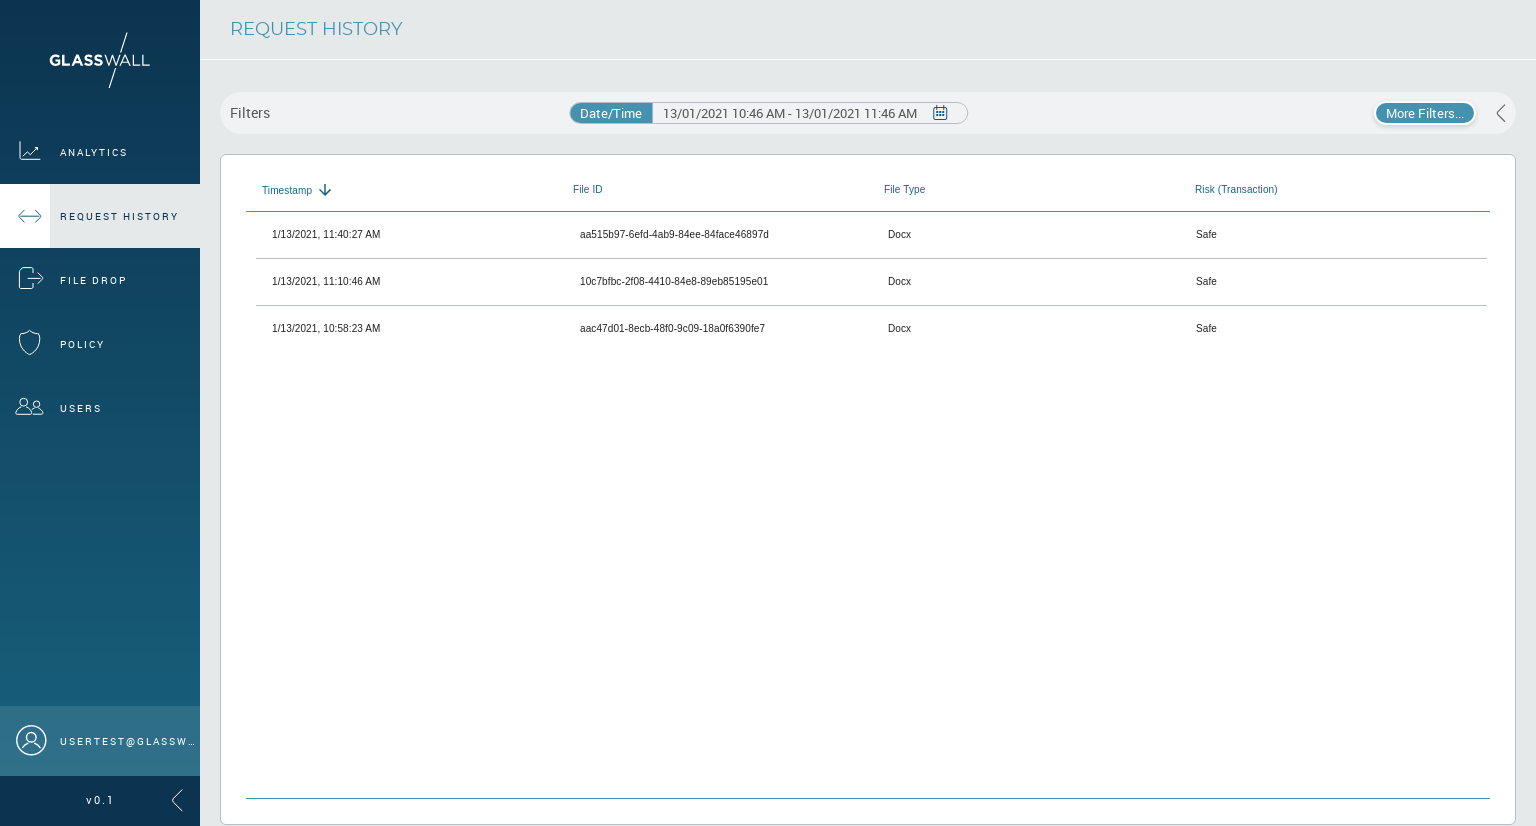 GLASSWALL
ANALYTICS
REQUEST HISTORY
FILE DROP
POLICY
USERS
USERTEST@GLASSW...
v0.1
REQUEST HISTORY
Filters
Date/Time 13/01/2021 10:46 AM - 13/01/2021 11:46 AM
More Filters...
Timestamp File ID File Type Risk (Transaction)
1/13/2021, 11:40:27 AM aa515b97-6efd-4ab9-84ee-84face46897d Docx Safe
1/13/2021, 11:10:46 AM 10c7bfbc-2f08-4410-84e8-89eb85195e01 Docx Safe
1/13/2021, 10:58:23 AM aac47d01-8ecb-48f0-9c09-18a0f6390fe7 Docx Safe